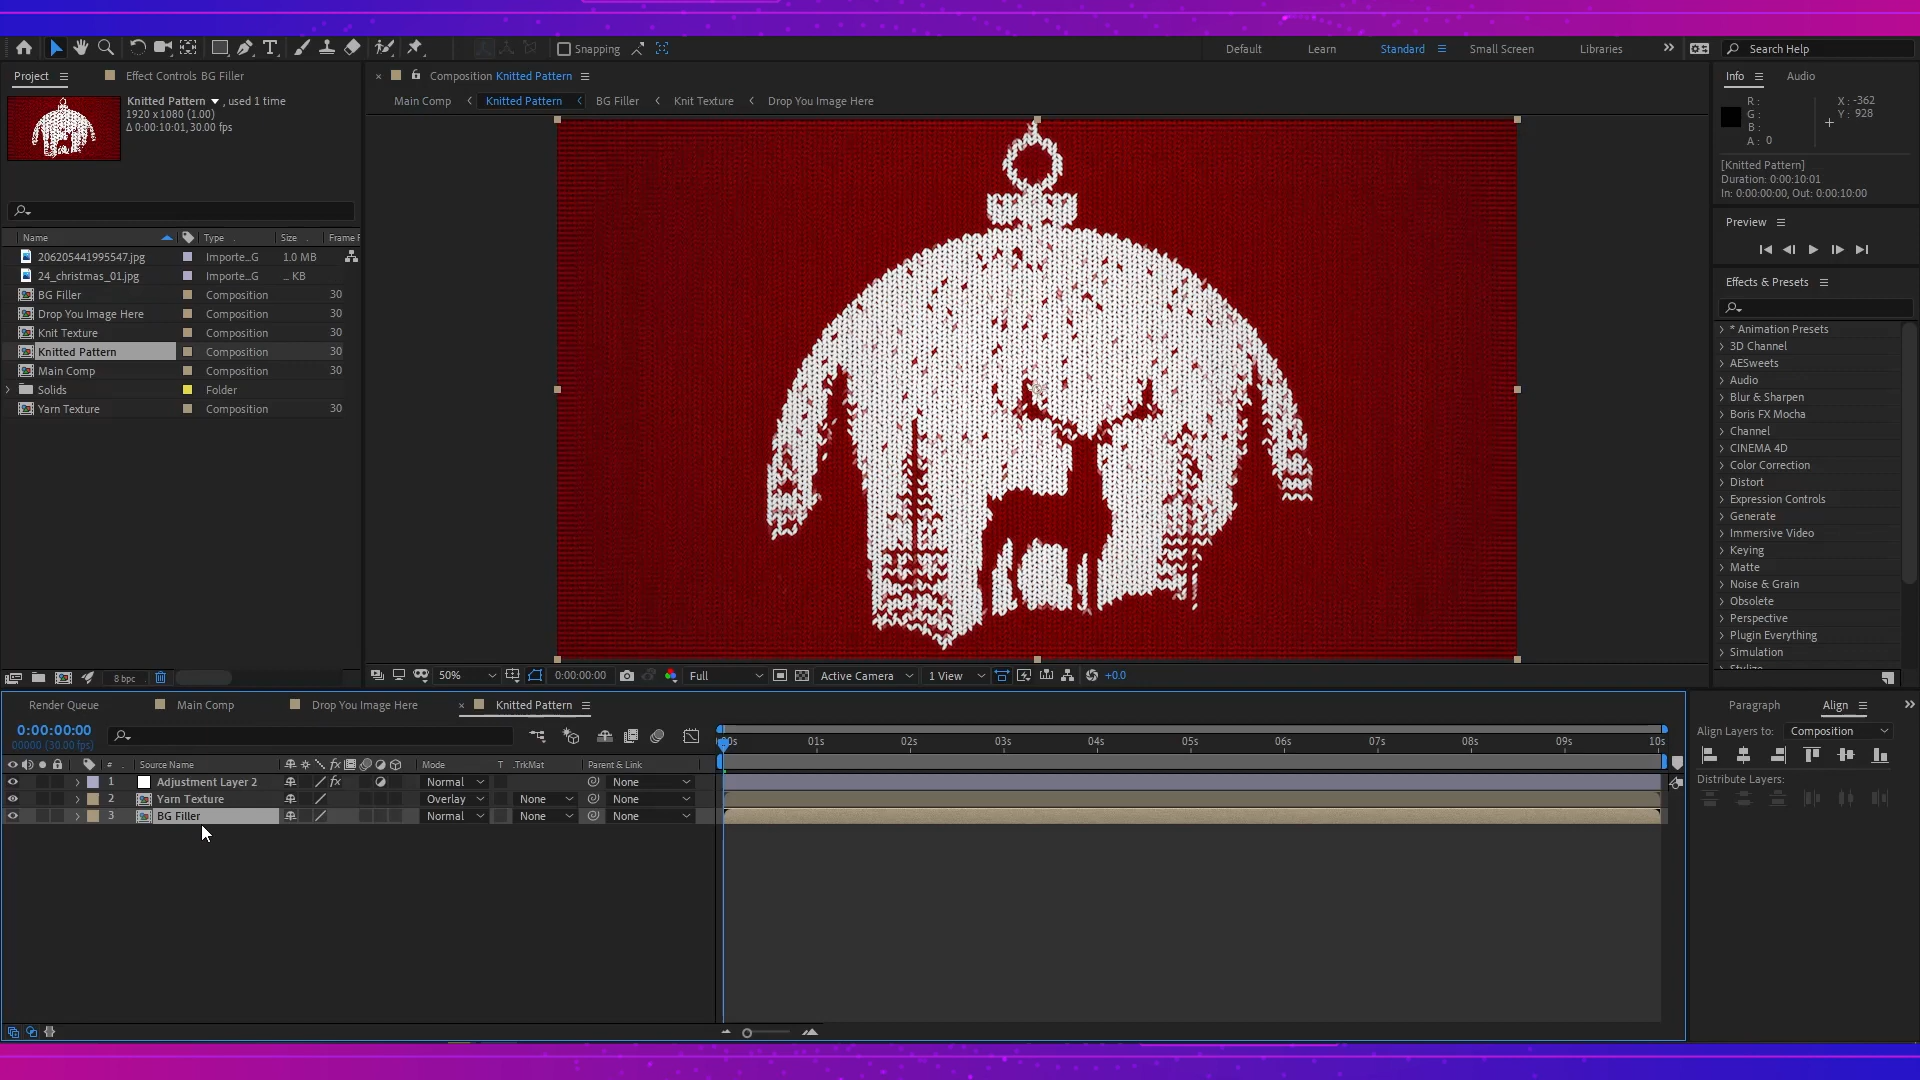 Snapping
Default
Learn
Standard
Small Screen
Libraries
Search Help
Project
Effect Controls BG Filler
Composition Knitted Pattern
Info
Audio
Knitted Pattern , used 1 time
1920 x 1080 (1.00)
Δ 0:00:10:01, 30.00 fps
Main Comp
Knitted Pattern
BG Filler
Knit Texture
Drop You Image Here
R :
G :
B :
A : 0
X : -362
Y : 928
[Knitted Pattern]
Duration: 0:00:10:01
In: 0:00:00:00, Out: 0:00:10:00
Preview
Effects & Presets
Name
Type
Size
Frame F
206205441995547.jpg Importe...G 1.0 MB
24_christmas_01.jpg Importe...G ... KB
BG Filler Composition 30
Drop You Image Here Composition 30
Knit Texture Composition 30
Knitted Pattern Composition 30
Main Comp Composition 30
Solids Folder
Yarn Texture Composition 30
* Animation Presets
3D Channel
AESweets
Audio
Blur & Sharpen
Boris FX Mocha
Channel
CINEMA 4D
Color Correction
Distort
Expression Controls
Generate
Immersive Video
Keying
Matte
Noise & Grain
Obsolete
Perspective
Plugin Everything
Simulation
Stylize
8 bpc
50%
0:00:00:00
Full
Active Camera
1 View
+0.0
Render Queue
Main Comp
Drop You Image Here
Knitted Pattern
Paragraph
Align
0:00:00:00
00000 (30.00 fps)
Align Layers to: Composition
Distribute Layers:
:00s 01s 02s 03s 04s 05s 06s 07s 08s 09s 10s
# Source Name fx Mode T .TrkMat Parent & Link
1 Adjustment Layer 2 fx Normal None
2 Yarn Texture Overlay None None
3 BG Filler Normal None None